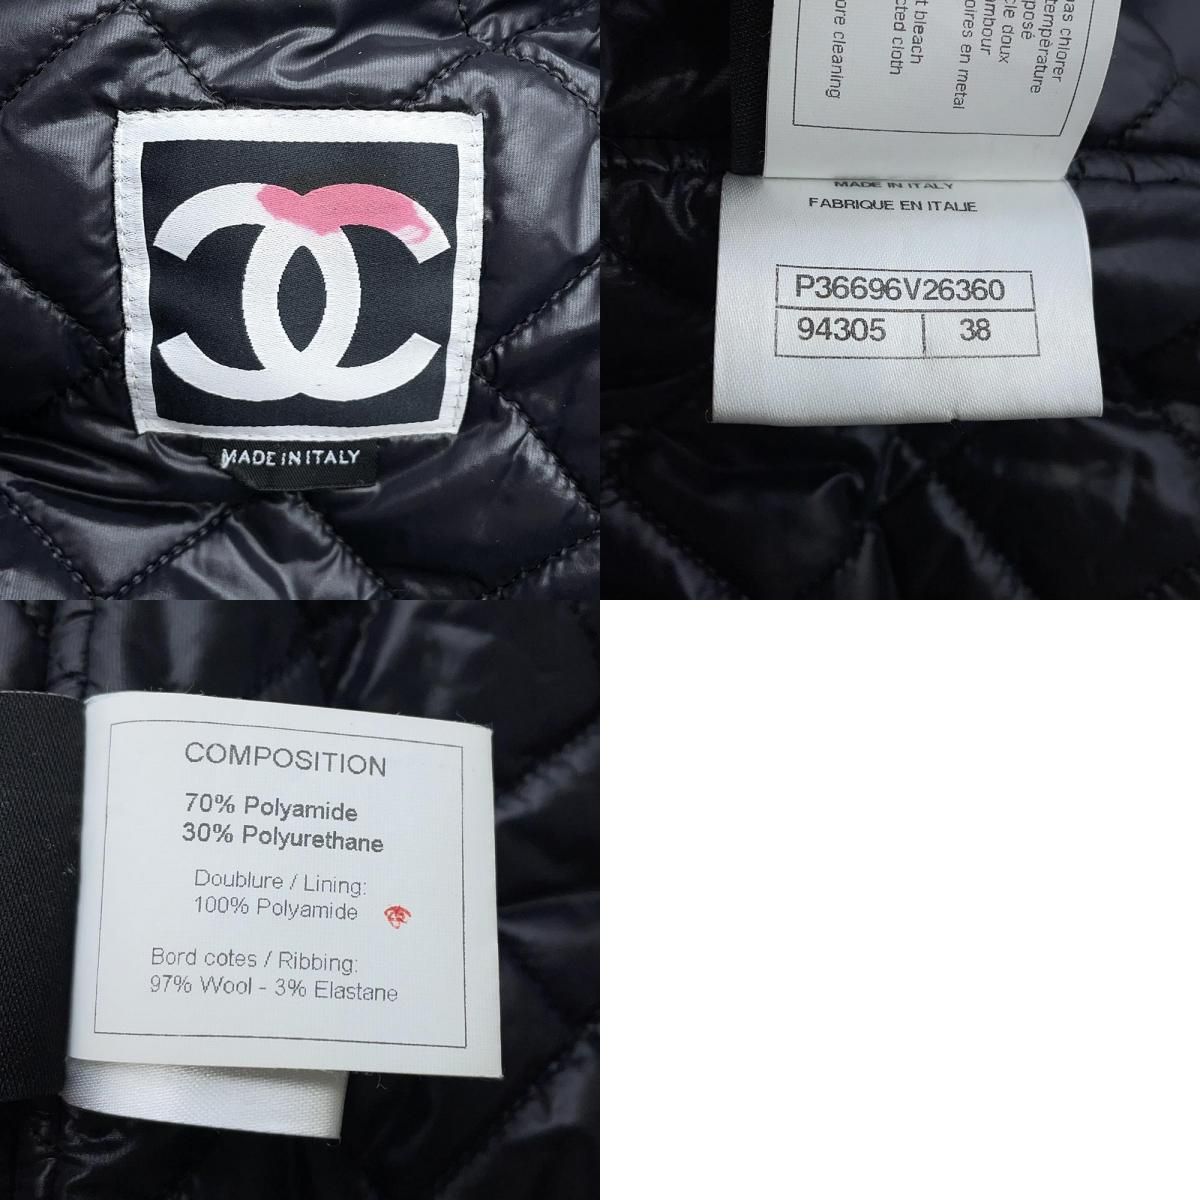 MADE IN ITALY
pas chlorer
température
posé
cle doux
ambour
oires en metal
t bleach
cted cloth
ore cleaning
MADE IN ITALY
FABRIQUE EN ITALIE
P36696V26360
94305 38
COMPOSITION
70% Polyamide
30% Polyurethane
Doublure / Lining:
100% Polyamide
Bord cotes / Ribbing:
97% Wool - 3% Elastane